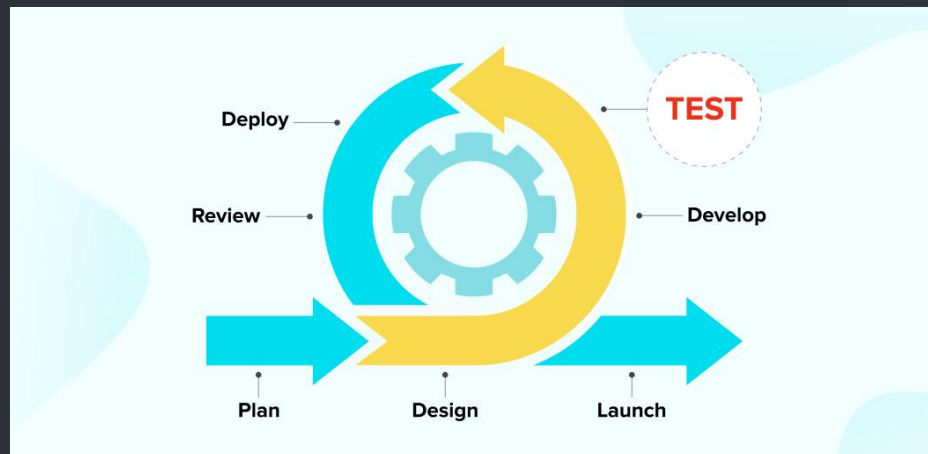 TEST
Deploy
Review
Develop
Plan
Design
Launch